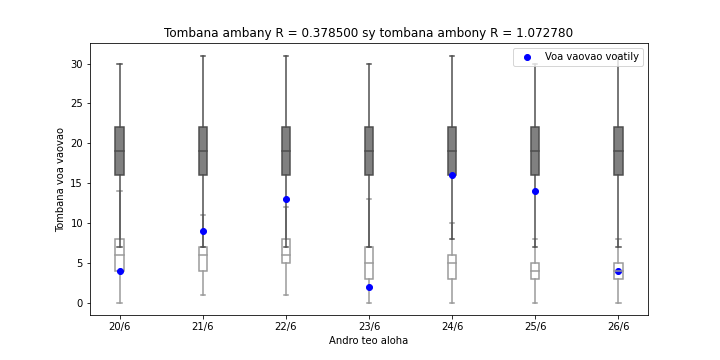 Tombana ambany R = 0.378500 sy tombana ambony R = 1.072780
Voa vaovao voatily
Tombana voa vaovao
30
25
20
15
10
5
0
20/6 21/6 22/6 23/6 24/6 25/6 26/6
Andro teo aloha